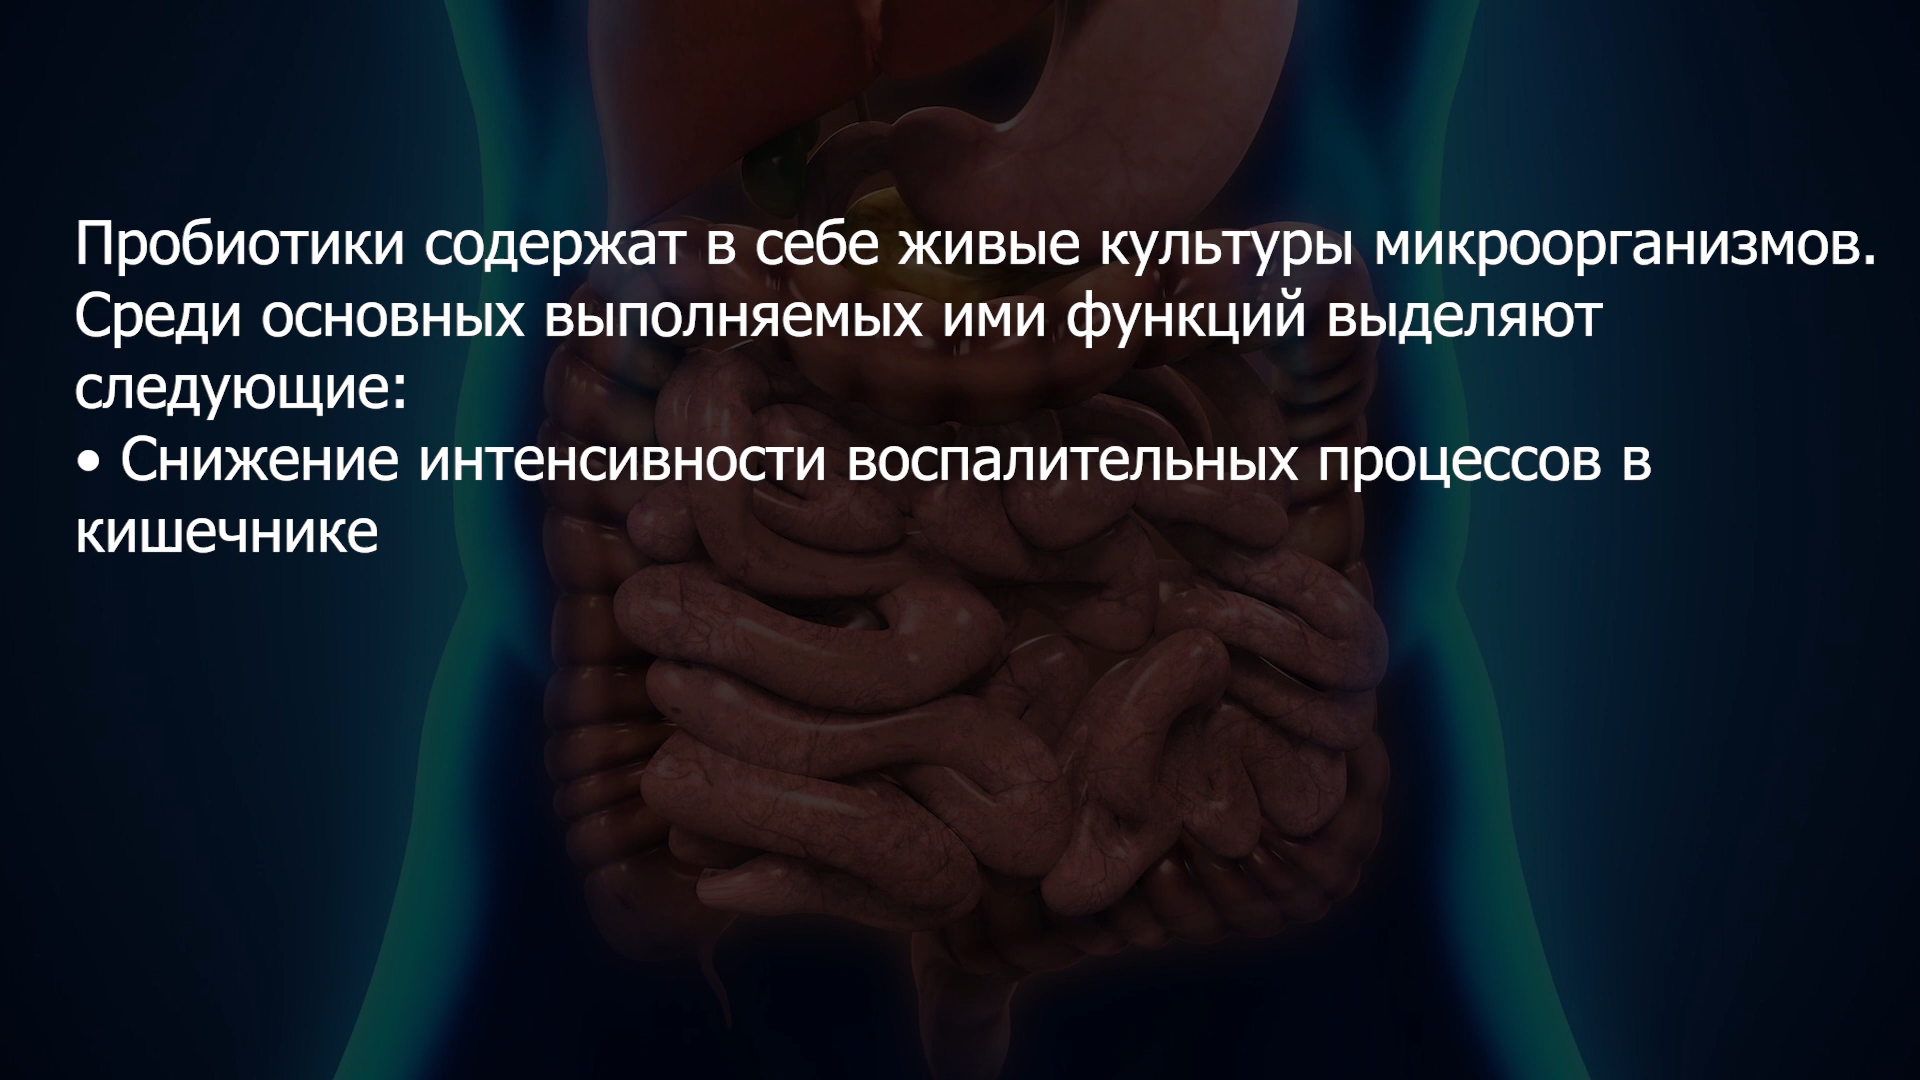 Пробиотики содержат в себе живые культуры микроорганизмов.
Среди основных выполняемых ими функций выделяют
следующие:
• Снижение интенсивности воспалительных процессов в
кишечнике